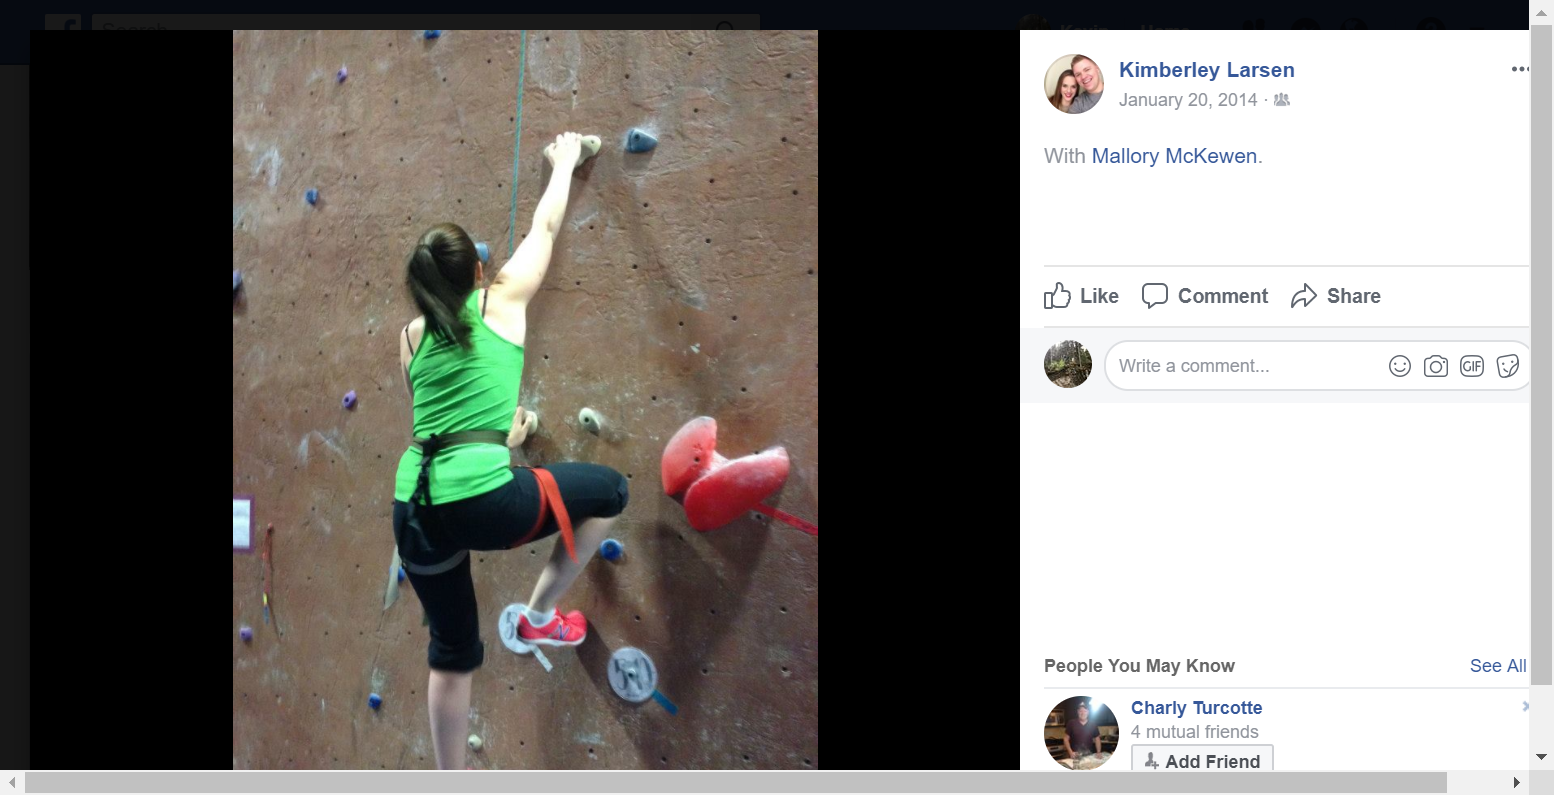 Search
Kimberley Larsen
January 20, 2014 ·
With Mallory McKewen.
Like Comment Share
Write a comment...
GIF
People You May Know
See All
Charly Turcotte
4 mutual friends
Add Friend